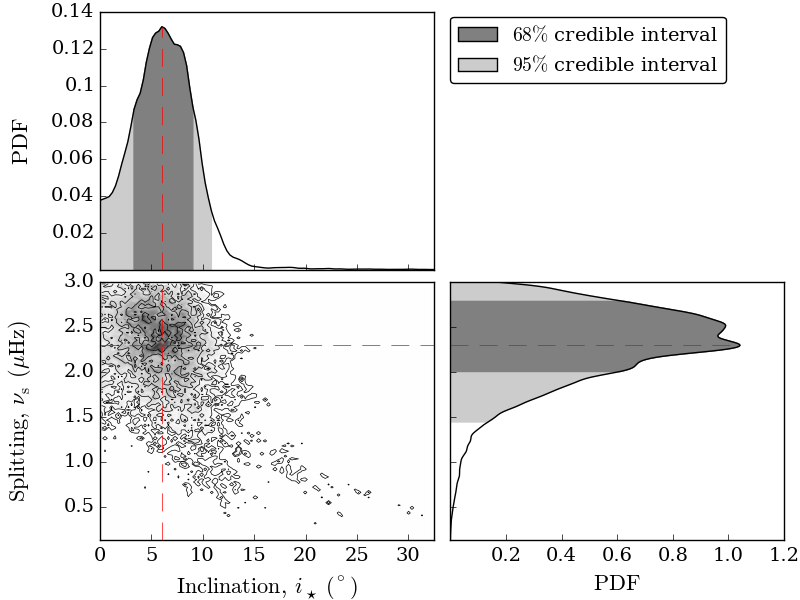 0.14
0.12
0.1
0.08
0.06
0.04
0.02
PDF
68% credible interval
95% credible interval
3.0
2.5
2.0
1.5
1.0
0.5
Splitting, νs (μHz)
0 5 10 15 20 25 30
Inclination, i⋆ (°)
0.2 0.4 0.6 0.8 1.0 1.2
PDF